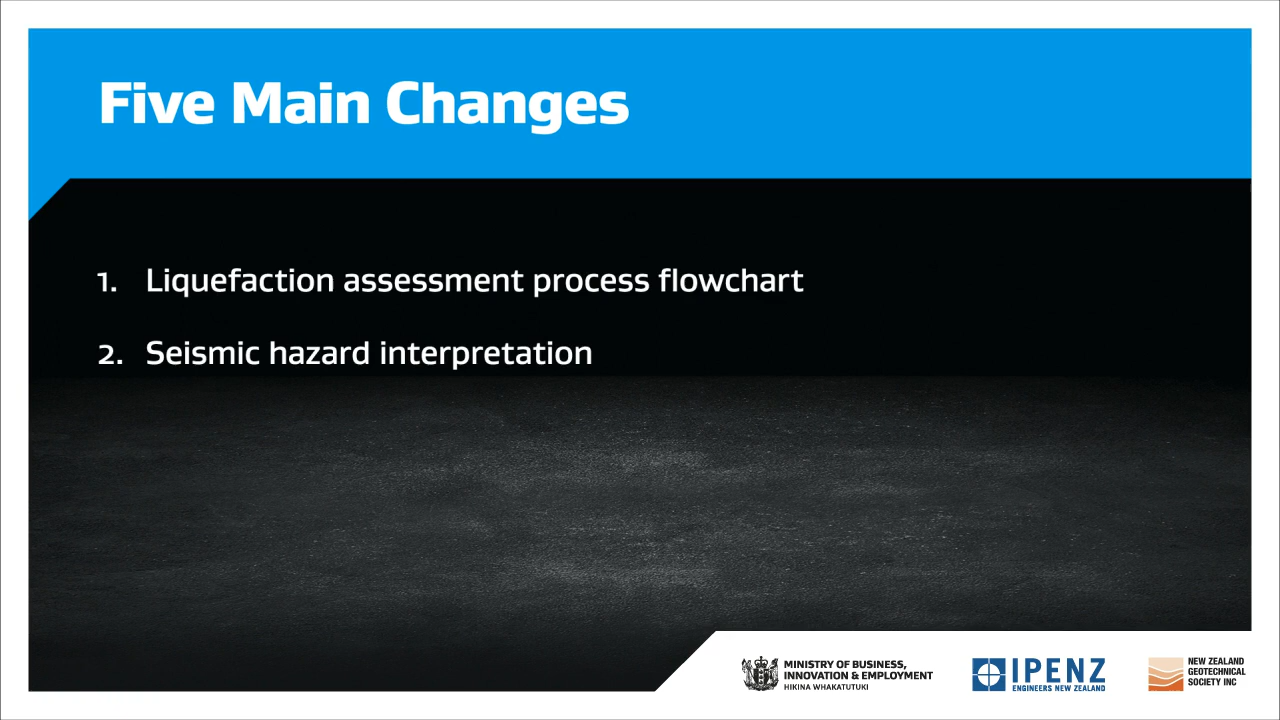 Five Main Changes
1. Liquefaction assessment process flowchart
2. Seismic hazard interpretation
MINISTRY OF BUSINESS,
INNOVATION & EMPLOYMENT
HIKINA WHAKATUTUKI
IPENZ
ENGINEERS NEW ZEALAND
NEW ZEALAND
GEOTECHNICAL
SOCIETY INC